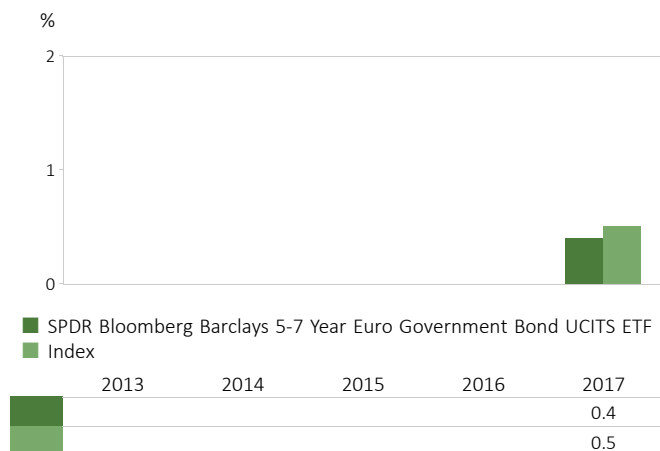 %
2
1
0
SPDR Bloomberg Barclays 5-7 Year Euro Government Bond UCITS ETF
Index
2013 2014 2015 2016 2017
0.4
0.5